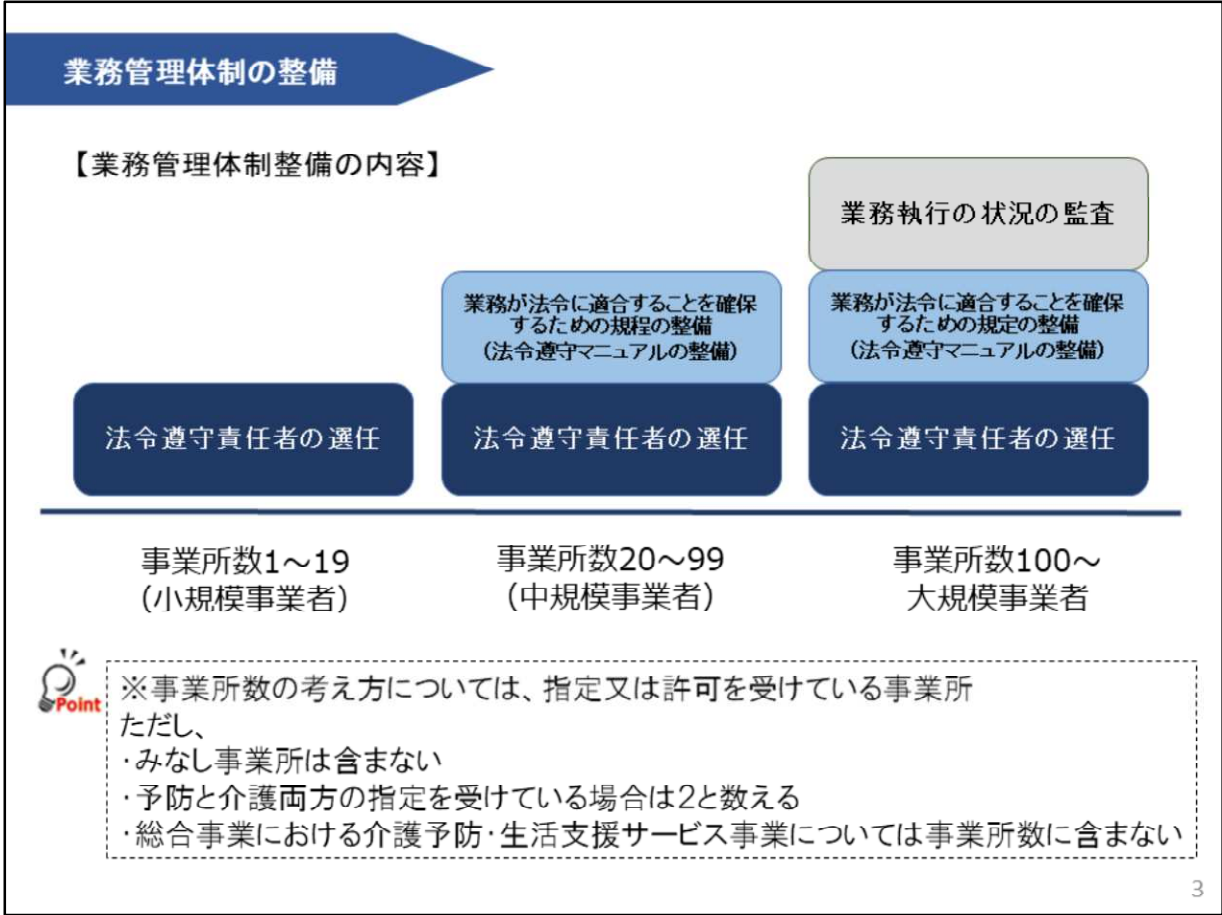 業務管理体制の整備
【業務管理体制整備の内容】
業務執行の状況の監査
業務が法令に適合することを確保
するための規程の整備
(法令遵守マニュアルの整備)
業務が法令に適合することを確保
するための規定の整備
(法令遵守マニュアルの整備)
法令遵守責任者の選任
法令遵守責任者の選任
法令遵守責任者の選任
事業所数1～19
(小規模事業者)
事業所数20～99
(中規模事業者)
事業所数100～
大規模事業者
Point
※事業所数の考え方については、指定又は許可を受けている事業所
ただし、
・みなし事業所は含まない
・予防と介護両方の指定を受けている場合は2と数える
・総合事業における介護予防・生活支援サービス事業については事業所数に含まない
3